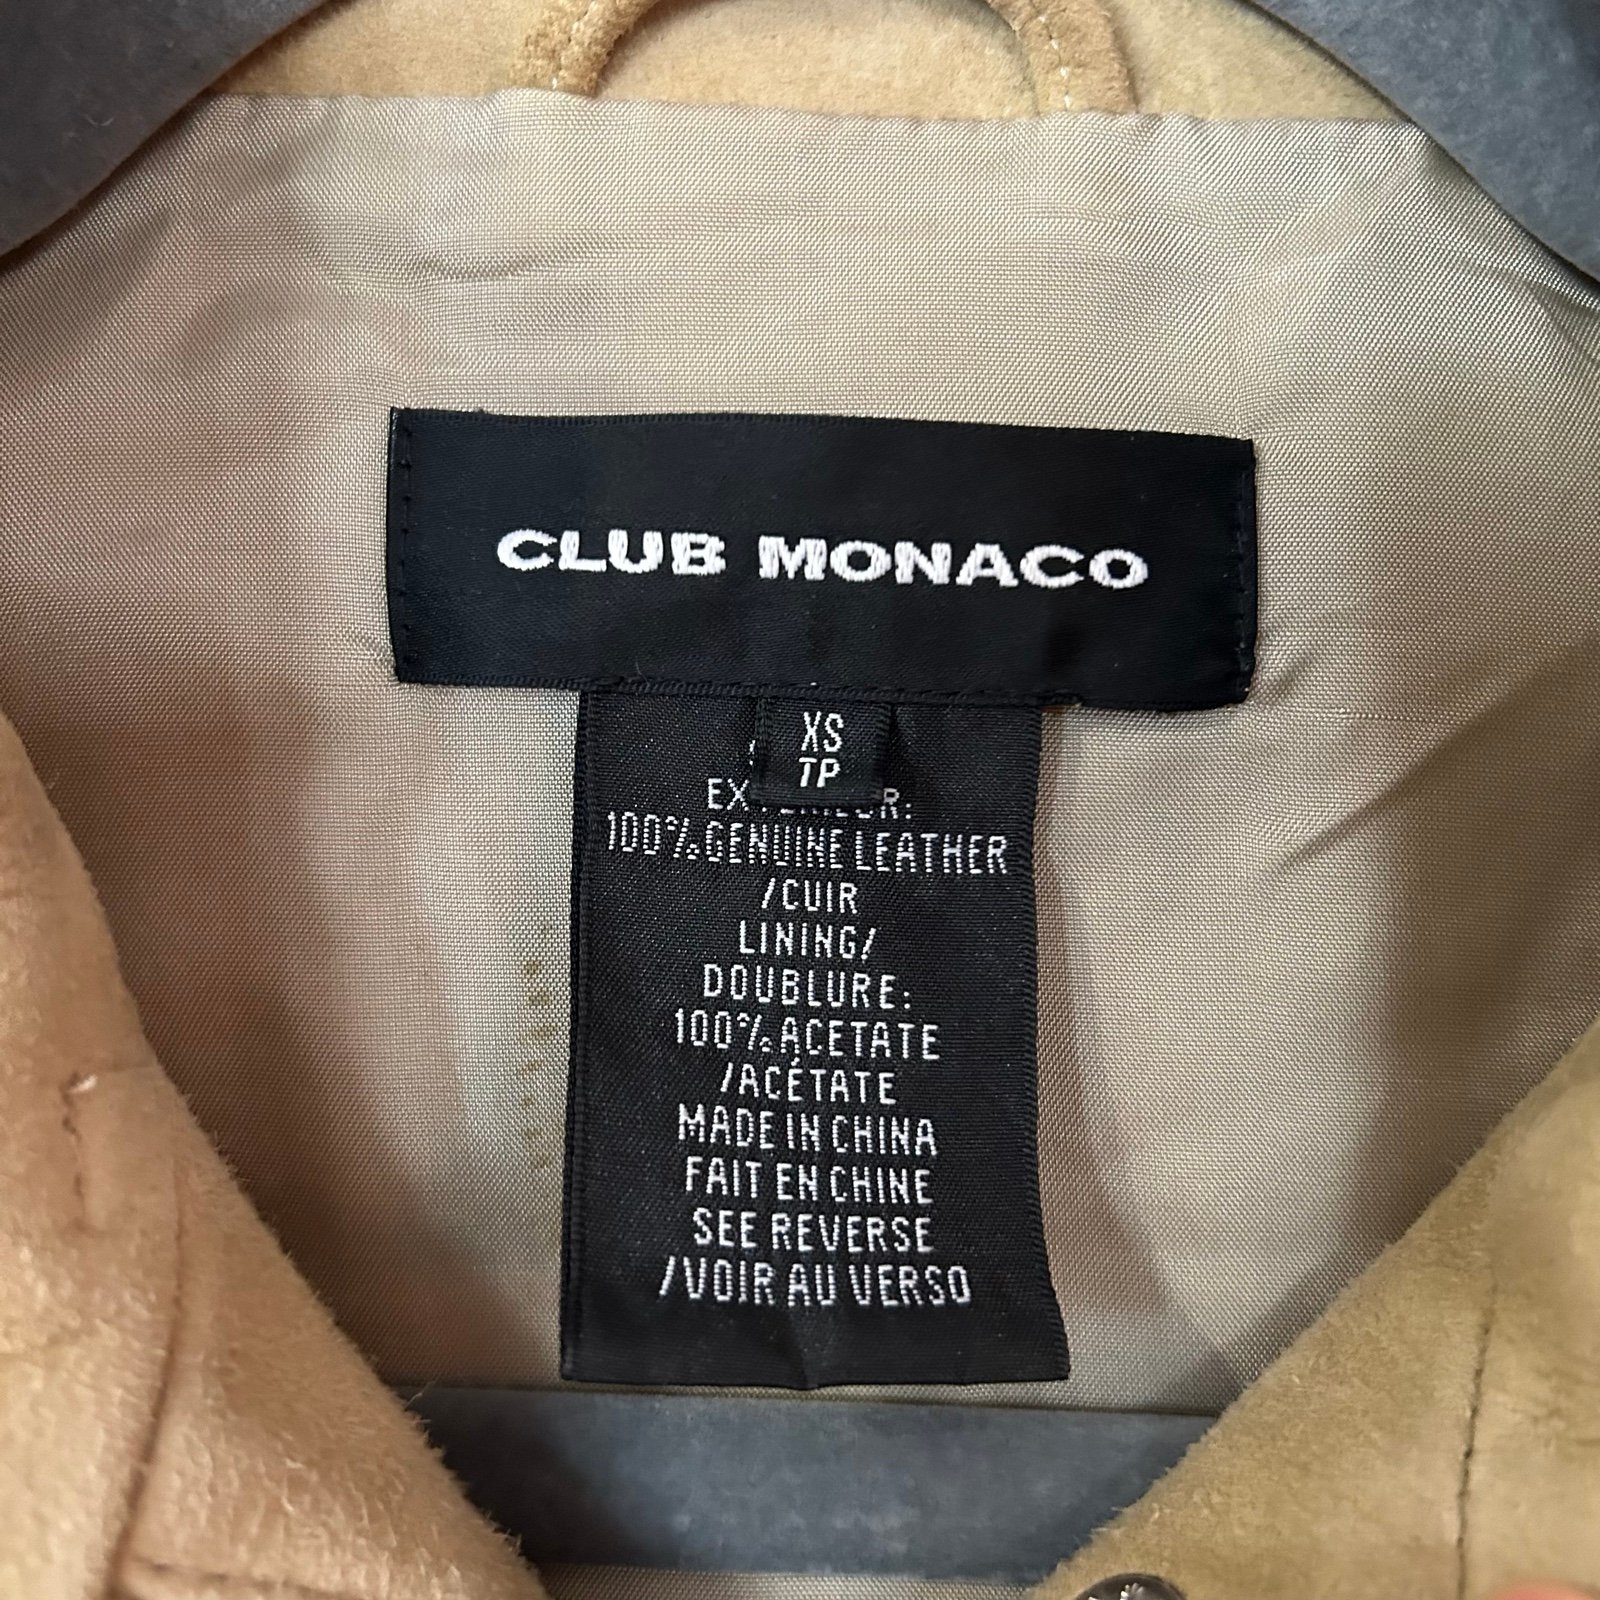 CLUB MONACO
XS
TP
100% GENUINE LEATHER
/CUIR
LINING/
DOUBLURE:
100% ACETATE
/ACÉTATE
MADE IN CHINA
FAIT EN CHINE
SEE REVERSE
/VOIR AU VERSO